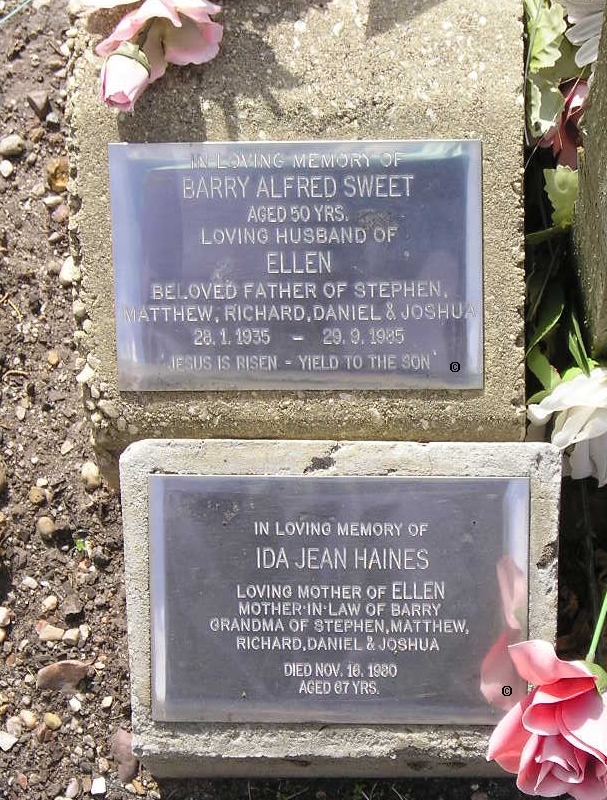 IN LOVING MEMORY OF
BARRY ALFRED SWEET
AGED 50 YRS.
LOVING HUSBAND OF
ELLEN
BELOVED FATHER OF STEPHEN,
MATTHEW, RICHARD, DANIEL & JOSHUA
28.1.1935 – 29.9.1985
'JESUS IS RISEN – YIELD TO THE SON' ©
IN LOVING MEMORY OF
IDA JEAN HAINES
LOVING MOTHER OF ELLEN
MOTHER-IN-LAW OF BARRY
GRANDMA OF STEPHEN, MATTHEW,
RICHARD, DANIEL & JOSHUA
DIED NOV. 16. 1980
AGED 67 YRS.
©